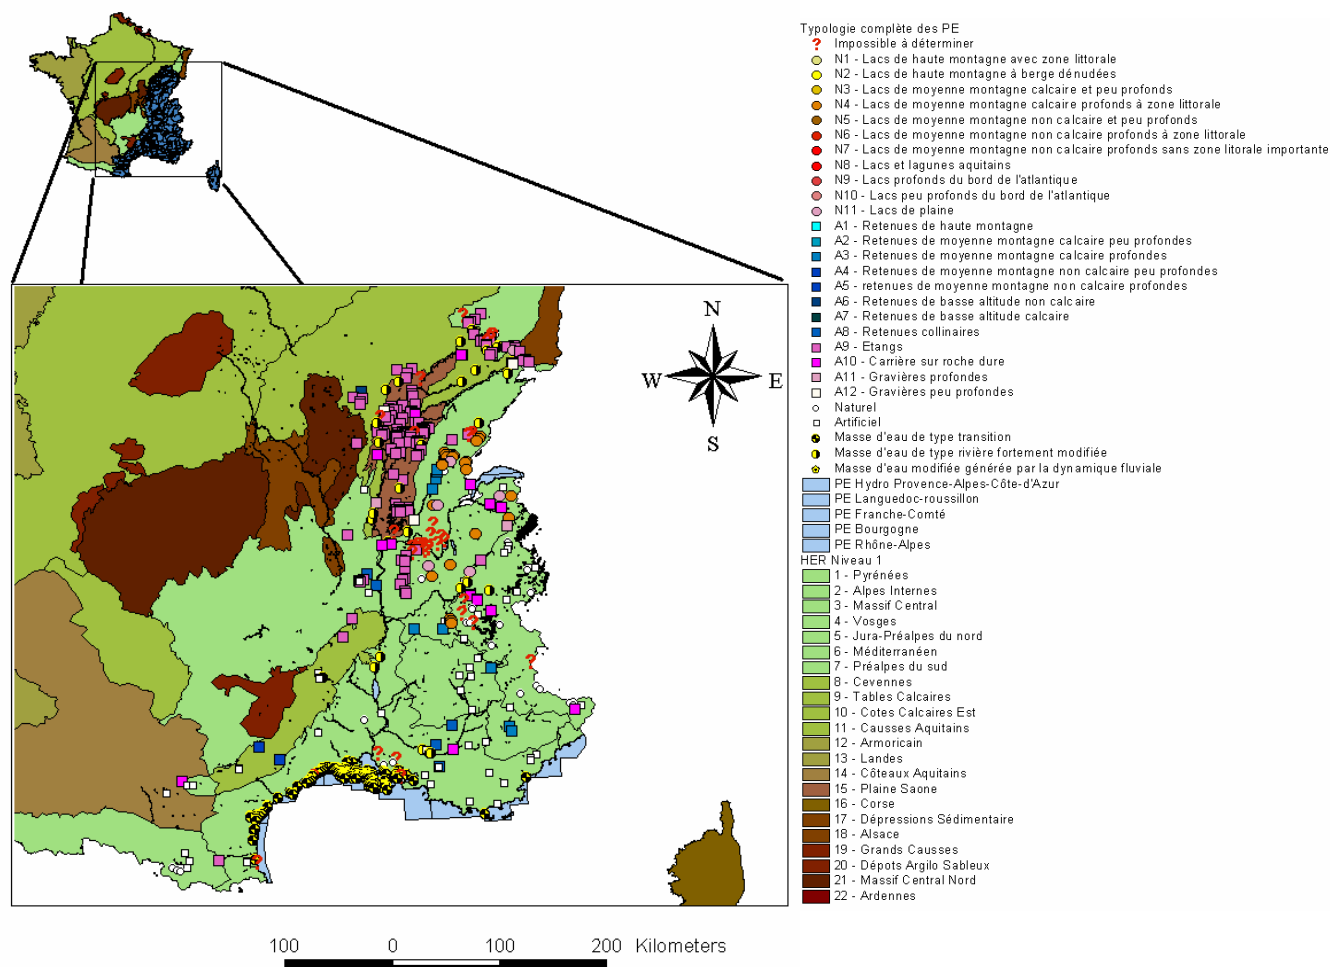 Typologie complète des PE
? Impossible à déterminer
N1 - Lacs de haute montagne avec zone littorale
N2 - Lacs de haute montagne à berge dénudées
N3 - Lacs de moyenne montagne calcaire et peu profonds
N4 - Lacs de moyenne montagne calcaire profonds à zone littorale
N5 - Lacs de moyenne montagne non calcaire et peu profonds
N6 - Lacs de moyenne montagne non calcaire profonds à zone littorale
N7 - Lacs de moyenne montagne non calcaire profonds sans zone litorale importante
N8 - Lacs et lagunes aquitains
N9 - Lacs profonds du bord de l'atlantique
N10 - Lacs peu profonds du bord de l'atlantique
N11 - Lacs de plaine
A1 - Retenues de haute montagne
A2 - Retenues de moyenne montagne calcaire peu profondes
A3 - Retenues de moyenne montagne calcaire profondes
A4 - Retenues de moyenne montagne non calcaire peu profondes
A5 - retenues de moyenne montagne non calcaire profondes
A6 - Retenues de basse altitude non calcaire
A7 - Retenues de basse altitude calcaire
A8 - Retenues collinaires
A9 - Etangs
A10 - Carrière sur roche dure
A11 - Gravières profondes
A12 - Gravières peu profondes
Naturel
Artificiel
Masse d'eau de type transition
Masse d'eau de type rivière fortement modifiée
Masse d'eau modifiée générée par la dynamique fluviale
PE Hydro Provence-Alpes-Côte-d'Azur
PE Languedoc-roussillon
PE Franche-Comté
PE Bourgogne
PE Rhône-Alpes
HER Niveau 1
1 - Pyrénées
2 - Alpes Internes
3 - Massif Central
4 - Vosges
5 - Jura-Préalpes du nord
6 - Méditerranéen
7 - Préalpes du sud
8 - Cevennes
9 - Tables Calcaires
10 - Cotes Calcaires Est
11 - Causses Aquitains
12 - Armoricain
13 - Landes
14 - Côteaux Aquitains
15 - Plaine Saone
16 - Corse
17 - Dépressions Sédimentaire
18 - Alsace
19 - Grands Causses
20 - Dépots Argilo Sableux
21 - Massif Central Nord
22 - Ardennes
N
W E
S
100 0 100 200 Kilometers